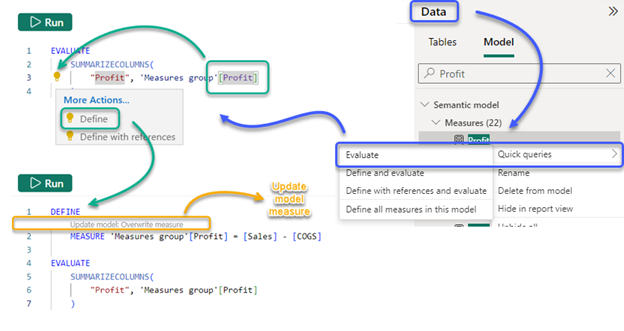 Run
1 EVALUATE
2 SUMMARIZECOLUMNS(
3 "Profit", 'Measures group'[Profit]
More Actions...
Define
Define with references
Run
1 DEFINE
Update model: Overwrite measure
2 MEASURE 'Measures group'[Profit] = [Sales] - [COGS]
3
4 EVALUATE
5 SUMMARIZECOLUMNS(
6 "Profit", 'Measures group'[Profit]
7 )
Update
model
measure
Data
Tables Model
Profit
Semantic model
Measures (22)
Profit
Evaluate
Define and evaluate
Define with references and evaluate
Define all measures in this model
Quick queries
Rename
Delete from model
Hide in report view
Unhide all